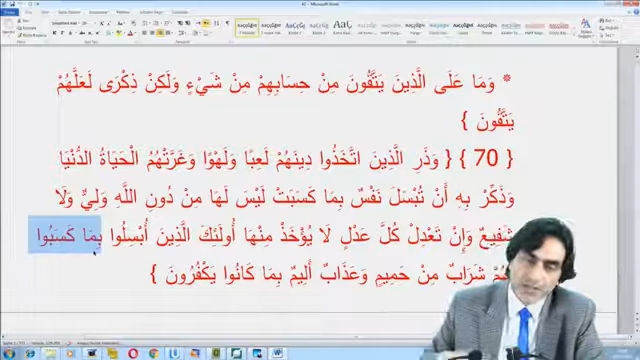 * وَمَا عَلَى الَّذِينَ يَتَّقُونَ مِنْ حِسَابِهِمْ مِنْ شَيْءٍ وَلَكِنْ ذِكْرَى لَعَلَّهُمْ
يَتَّقُونَ }
{ 70 } { وَذَرِ الَّذِينَ اتَّخَذُوا دِينَهُمْ لَعِبًا وَلَهْوًا وَغَرَّتْهُمُ الْحَيَاةُ الدُّنْيَا
وَذَكِّرْ بِهِ أَنْ تُبْسَلَ نَفْسٌ بِمَا كَسَبَتْ لَيْسَ لَهَا مِنْ دُونِ اللَّهِ وَلِيٌّ وَلَا
شَفِيعٌ وَإِنْ تَعْدِلْ كُلَّ عَدْلٍ لَا يُؤْخَذْ مِنْهَا أُولَئِكَ الَّذِينَ أُبْسِلُوا بِمَا كَسَبُوا
لَهُمْ شَرَابٌ مِنْ حَمِيمٍ وَعَذَابٌ أَلِيمٌ بِمَا كَانُوا يَكْفُرُونَ }